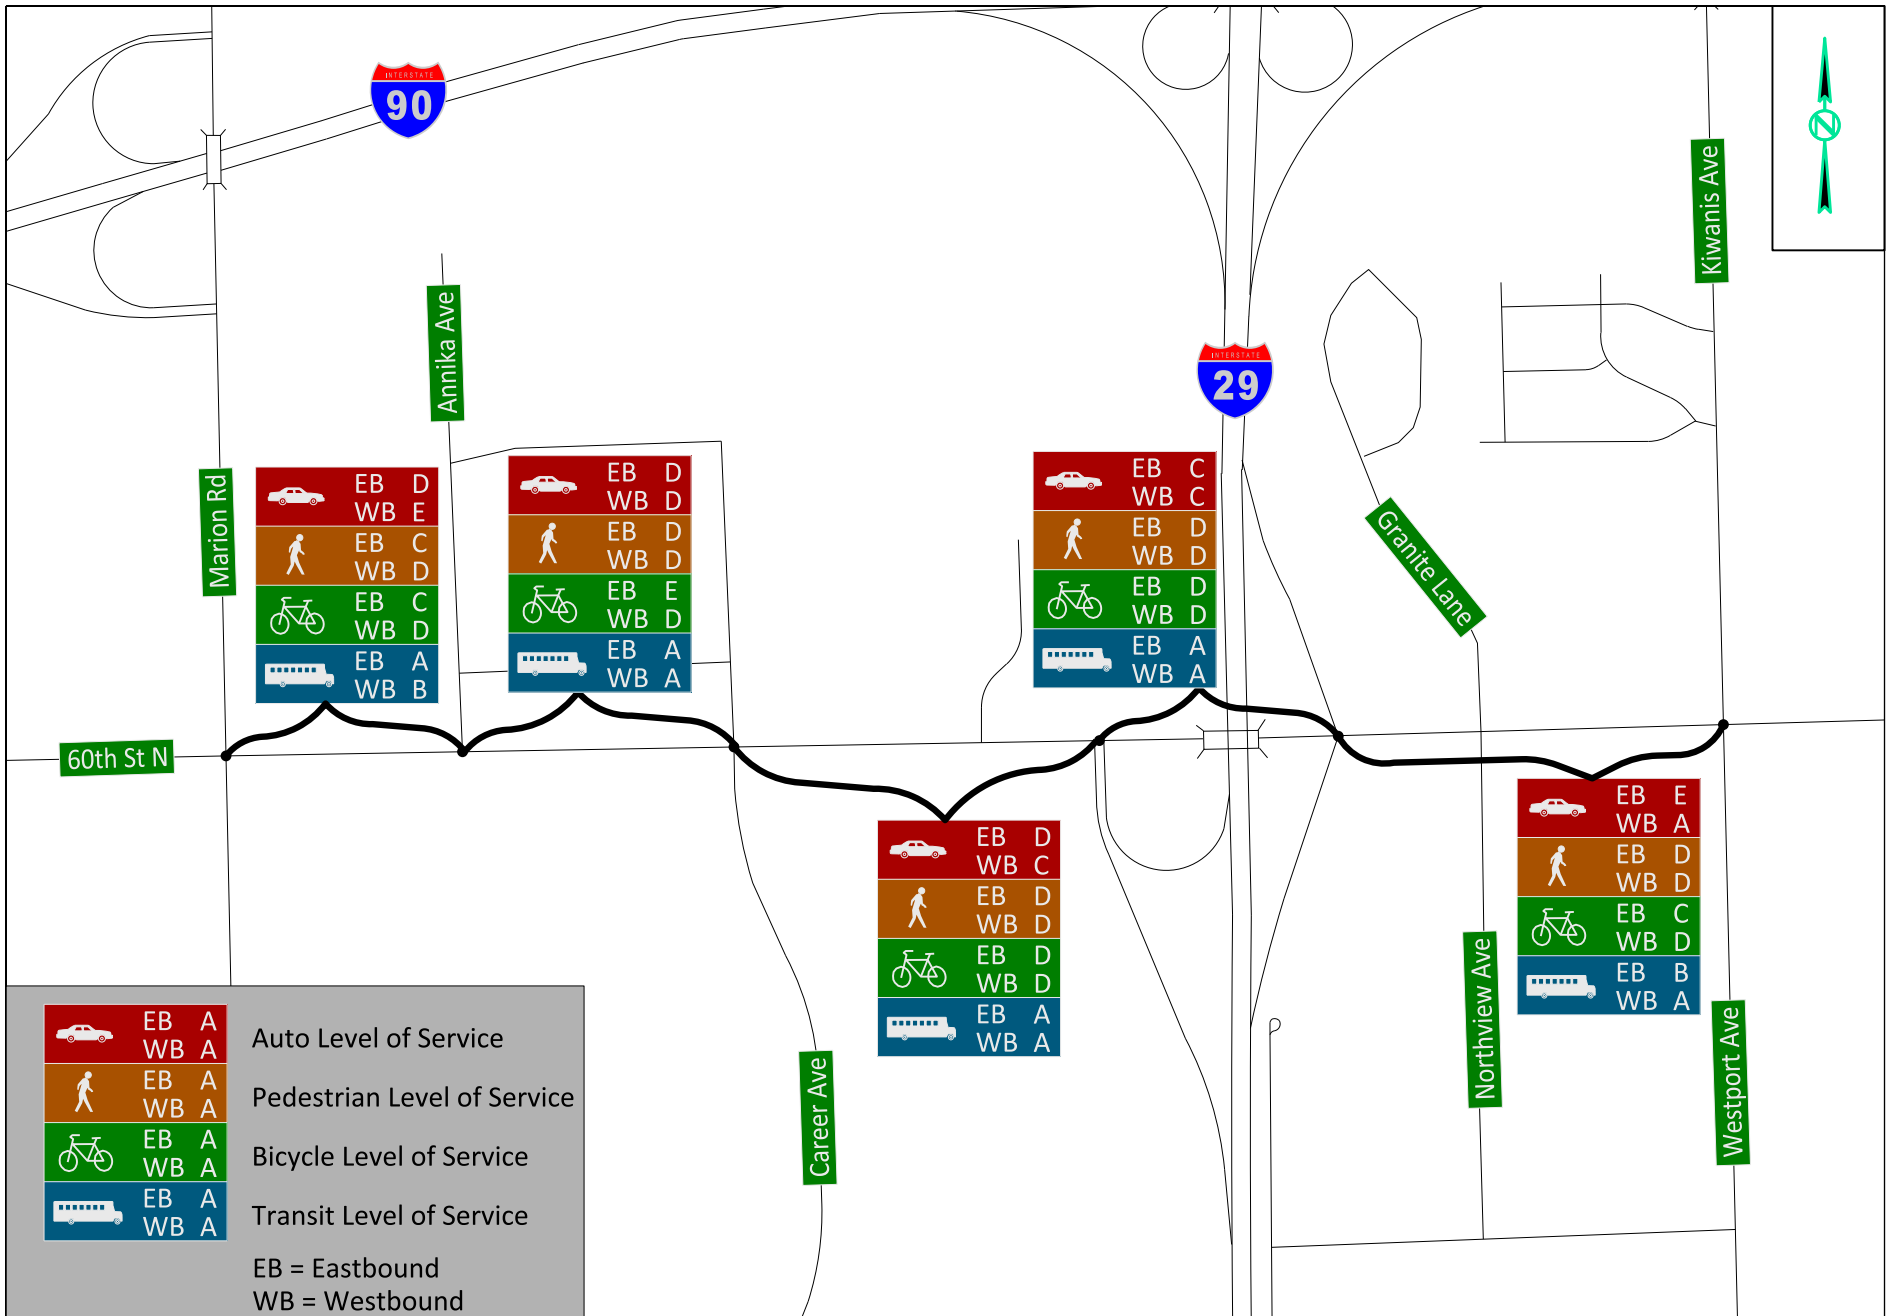 INTERSTATE
90
N
Kiwanis Ave
Annika Ave
INTERSTATE
29
Marion Rd
EB D
WB E
EB C
WB D
EB C
WB D
EB A
WB B
EB D
WB D
EB D
WB D
EB E
WB D
EB A
WB A
EB C
WB C
EB D
WB D
EB D
WB D
EB A
WB A
Granite Lane
60th St N
EB D
WB C
EB D
WB D
EB D
WB D
EB A
WB A
EB E
WB A
EB D
WB D
EB C
WB D
EB B
WB A
Northview Ave
Westport Ave
Career Ave
EB A
WB A
Auto Level of Service
EB A
WB A
Pedestrian Level of Service
EB A
WB A
Bicycle Level of Service
EB A
WB A
Transit Level of Service
EB = Eastbound
WB = Westbound